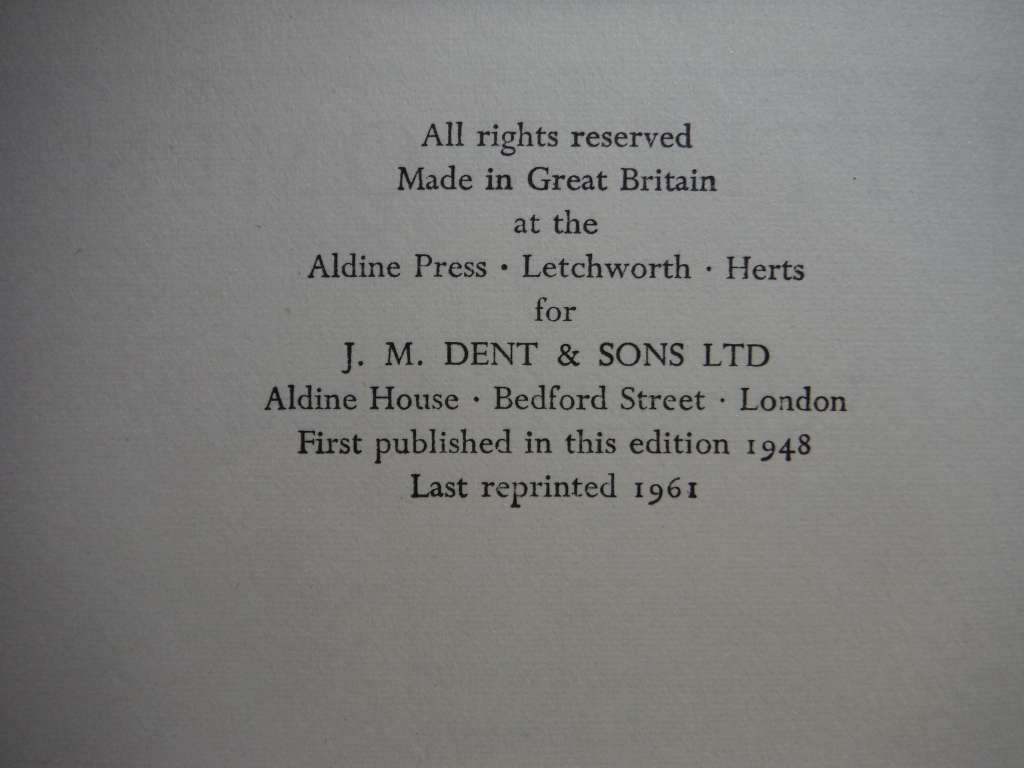 All rights reserved
Made in Great Britain
at the
Aldine Press · Letchworth · Herts
for
J. M. DENT & SONS LTD
Aldine House · Bedford Street · London
First published in this edition 1948
Last reprinted 1961